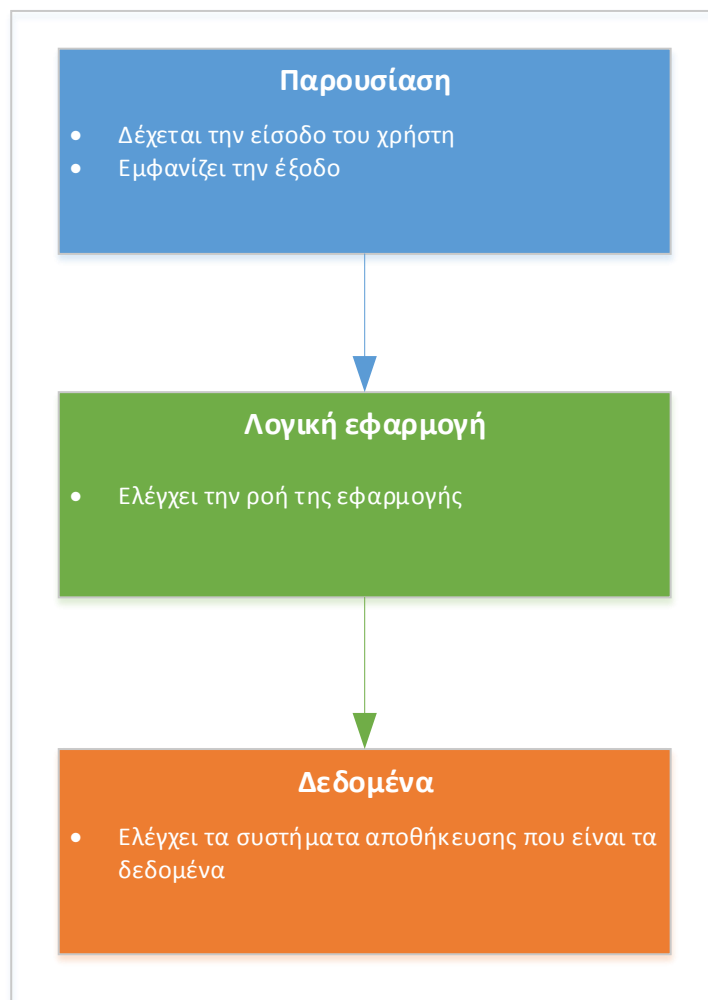 Παρουσίαση
• Δέχεται την είσοδο του χρήστη
• Εμφανίζει την έξοδο
Λογική εφαρμογή
• Ελέγχει την ροή της εφαρμογής
Δεδομένα
• Ελέγχει τα συστήματα αποθήκευσης που είναι τα
δεδομένα